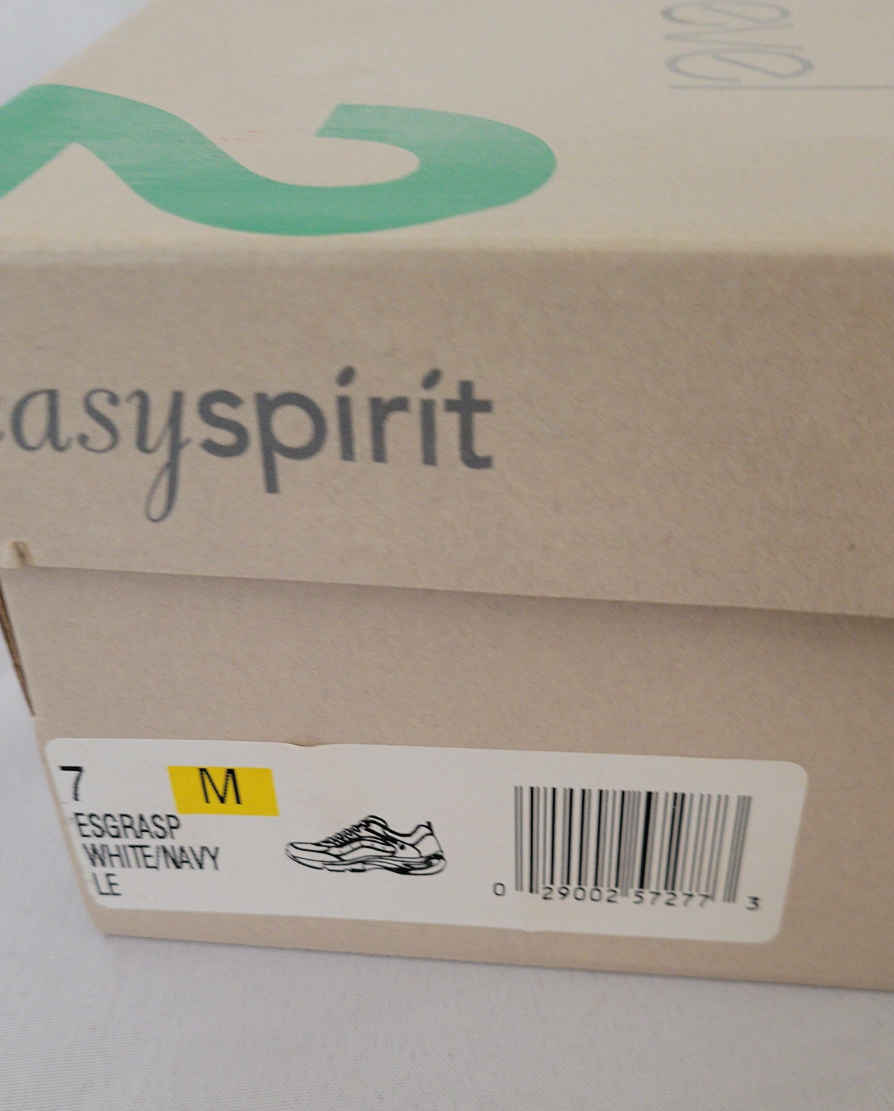 easyspirit
7 M
ESGRASP
WHITE/NAVY
LE
0 29002 57277 3